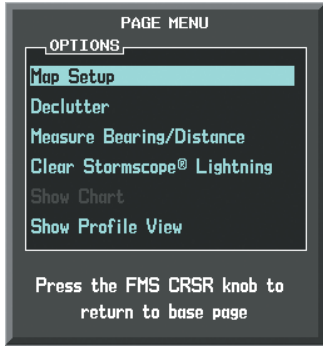 PAGE MENU
OPTIONS
Map Setup
Declutter
Measure Bearing/Distance
Clear Stormscope® Lightning
Show Chart
Show Profile View
Press the FMS CRSR knob to
return to base page